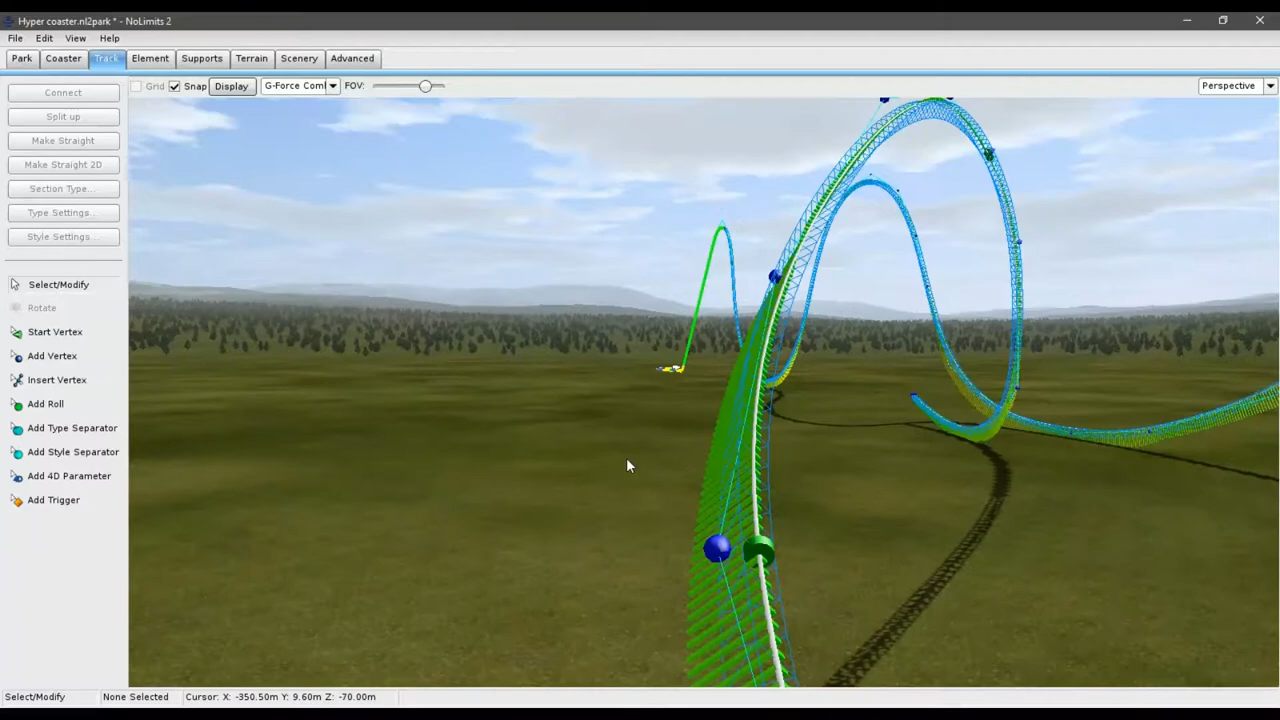 Hyper coaster.nl2park * - NoLimits 2
File Edit View Help
Park Coaster Track Element Supports Terrain Scenery Advanced
Grid Snap Display G-Force Coml FOV: Perspective
Connect
Split up
Make Straight
Make Straight 2D
Section Type...
Type Settings...
Style Settings...
Select/Modify
Rotate
Start Vertex
Add Vertex
Insert Vertex
Add Roll
Add Type Separator
Add Style Separator
Add 4D Parameter
Add Trigger
Select/Modify None Selected Cursor: X: -350.50m Y: 9.60m Z: -70.00m